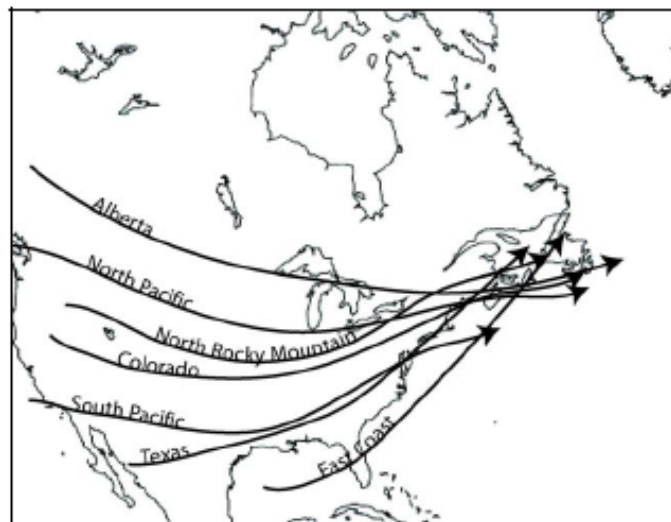 Alberta
North Pacific
North Rocky Mountain
Colorado
South Pacific
Texas
East Coast